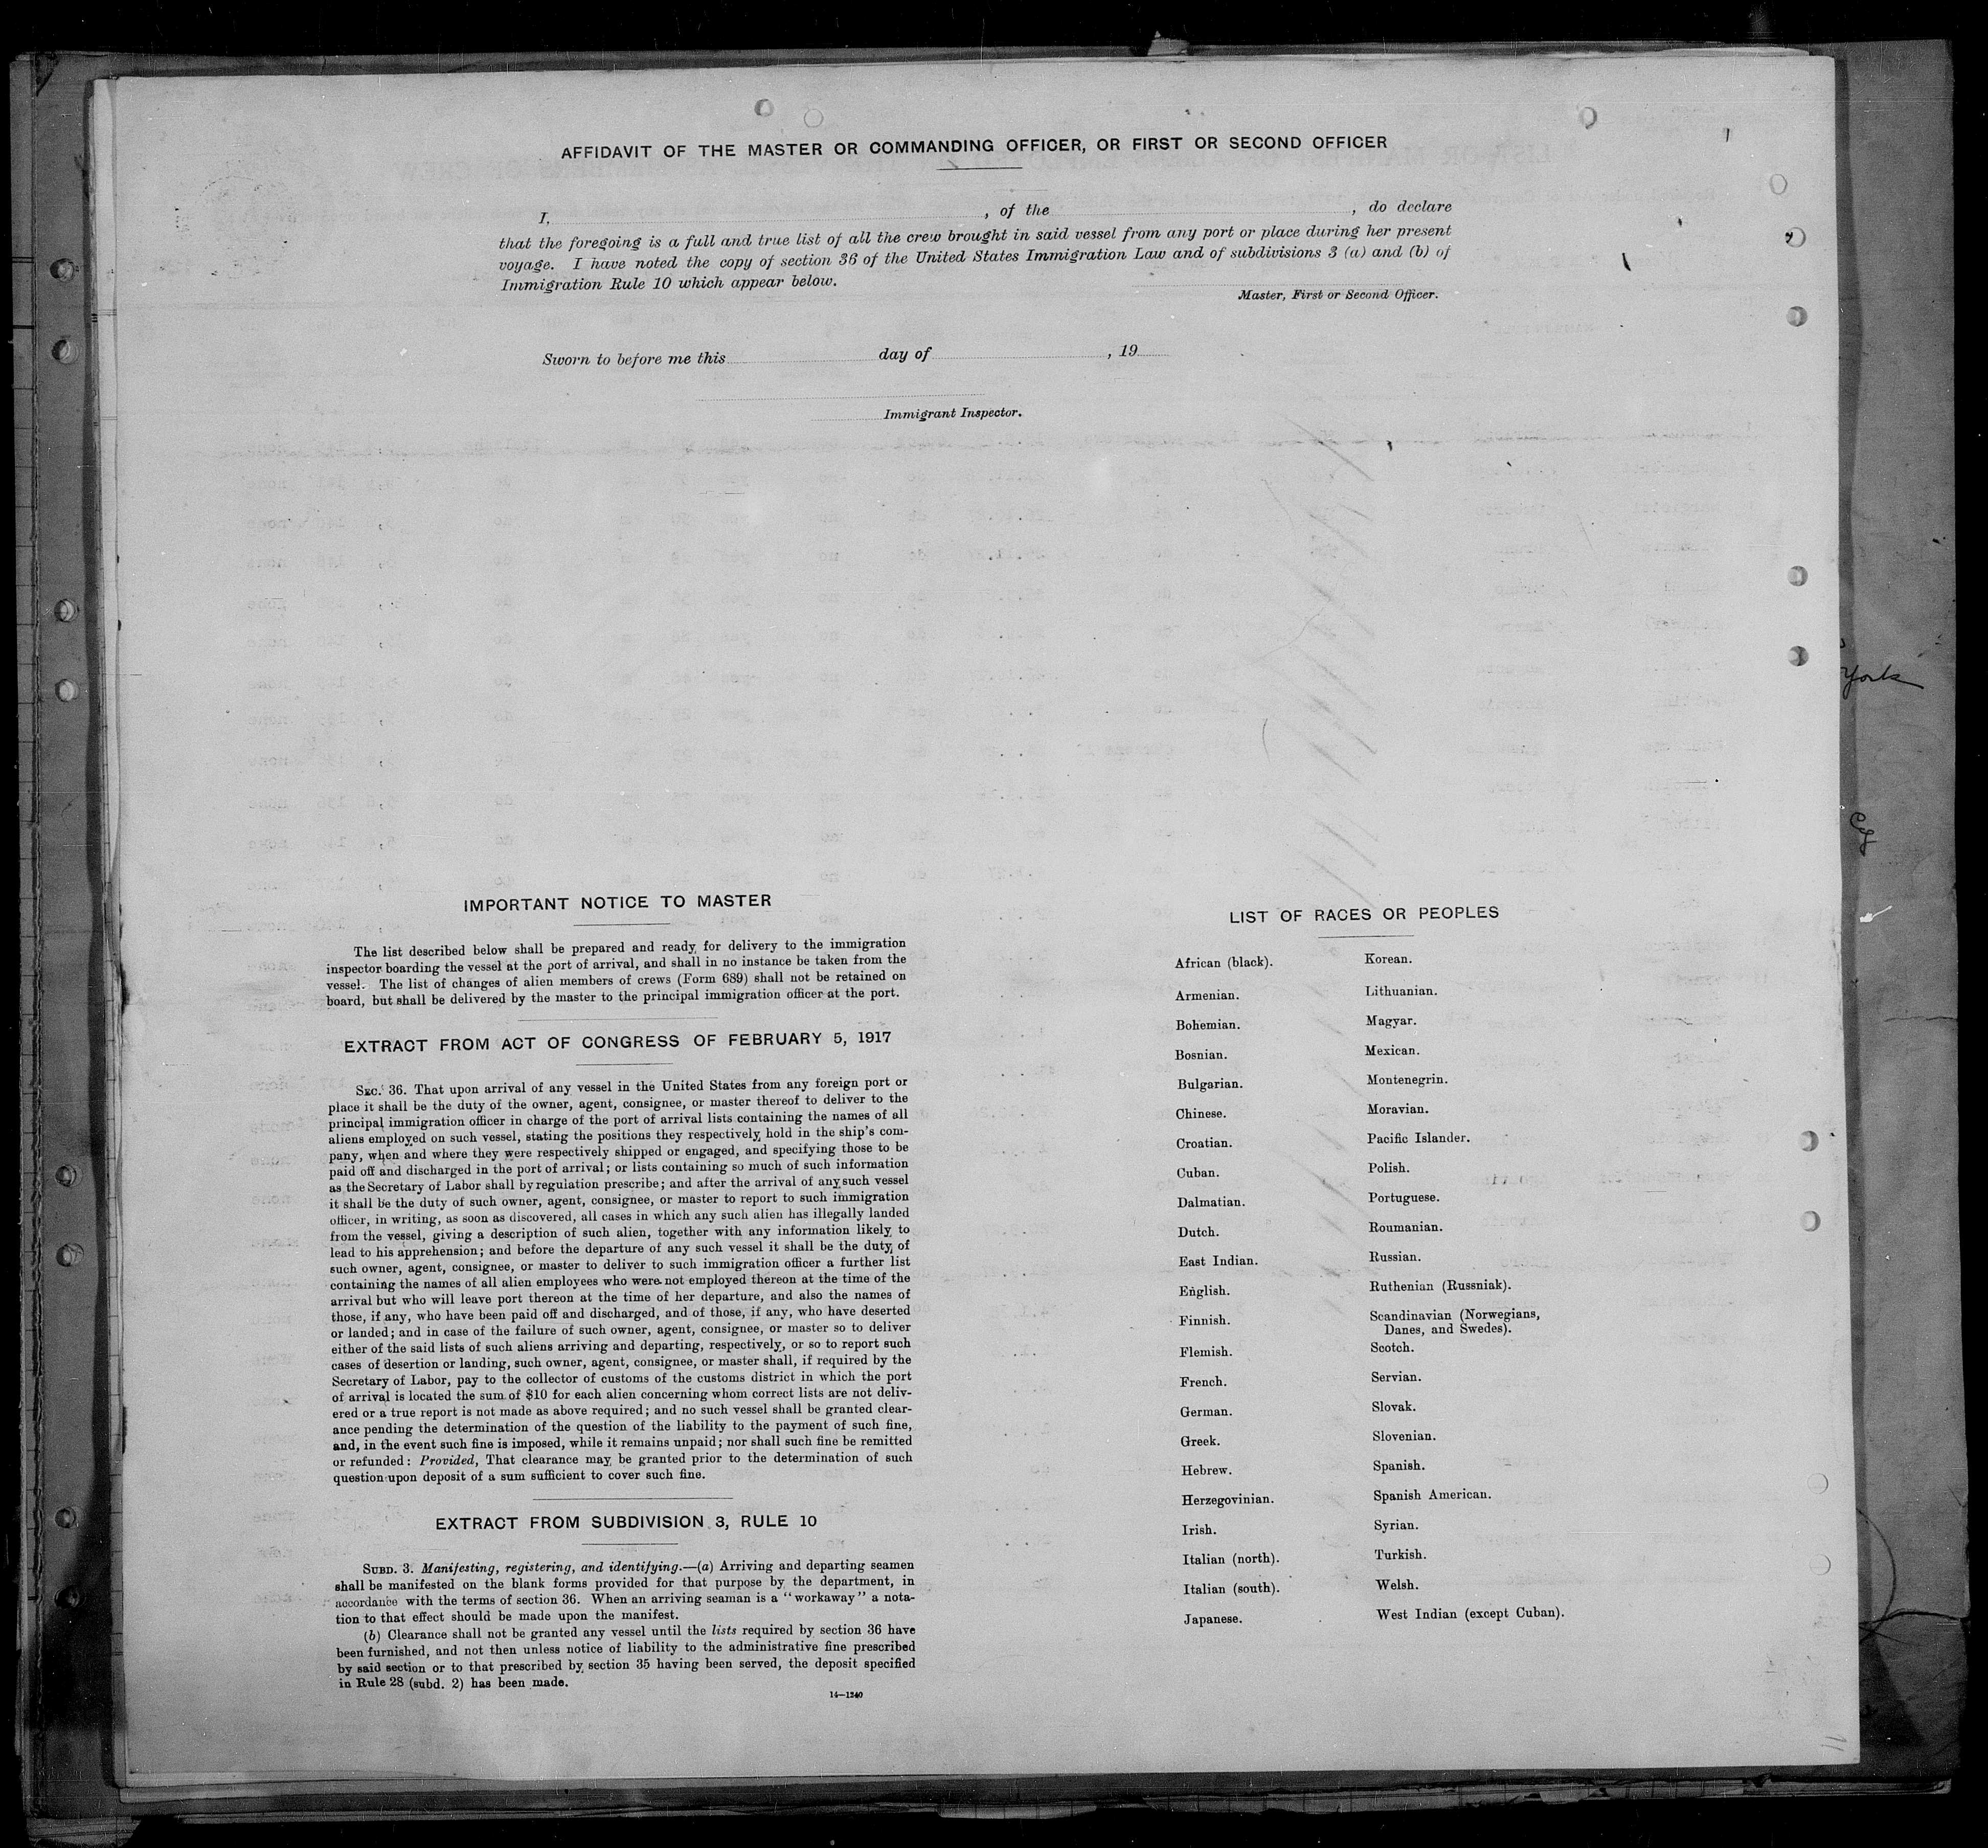 AFFIDAVIT OF THE MASTER OR COMMANDING OFFICER, OR FIRST OR SECOND OFFICER
I, , of the , do declare
that the foregoing is a full and true list of all the crew brought in said vessel from any port or place during her present
voyage. I have noted the copy of section 36 of the United States Immigration Law and of subdivisions 3 (a) and (b) of
Immigration Rule 10 which appear below.
Master, First or Second Officer.
Sworn to before me this day of , 19
Immigrant Inspector.
York
IMPORTANT NOTICE TO MASTER
The list described below shall be prepared and ready for delivery to the immigration
inspector boarding the vessel at the port of arrival, and shall in no instance be taken from the
vessel. The list of changes of alien members of crews (Form 689) shall not be retained on
board, but shall be delivered by the master to the principal immigration officer at the port.
EXTRACT FROM ACT OF CONGRESS OF FEBRUARY 5, 1917
SEC. 36. That upon arrival of any vessel in the United States from any foreign port or
place it shall be the duty of the owner, agent, consignee, or master thereof to deliver to the
principal immigration officer in charge of the port of arrival lists containing the names of all
aliens employed on such vessel, stating the positions they respectively hold in the ship's com-
pany, when and where they were respectively shipped or engaged, and specifying those to be
paid off and discharged in the port of arrival; or lists containing so much of such information
as the Secretary of Labor shall by regulation prescribe; and after the arrival of any such vessel
it shall be the duty of such owner, agent, consignee, or master to report to such immigration
officer, in writing, as soon as discovered, all cases in which any such alien has illegally landed
from the vessel, giving a description of such alien, together with any information likely to
lead to his apprehension; and before the departure of any such vessel it shall be the duty of
such owner, agent, consignee, or master to deliver to such immigration officer a further list
containing the names of all alien employees who were not employed thereon at the time of the
arrival but who will leave port thereon at the time of her departure, and also the names of
those, if any, who have been paid off and discharged, and of those, if any, who have deserted
or landed; and in case of the failure of such owner, agent, consignee, or master so to deliver
either of the said lists of such aliens arriving and departing, respectively, or so to report such
cases of desertion or landing, such owner, agent, consignee, or master shall, if required by the
Secretary of Labor, pay to the collector of customs of the customs district in which the port
of arrival is located the sum of $10 for each alien concerning whom correct lists are not deliv-
ered or a true report is not made as above required; and no such vessel shall be granted clear-
ance pending the determination of the question of the liability to the payment of such fine,
and, in the event such fine is imposed, while it remains unpaid; nor shall such fine be remitted
or refunded: Provided, That clearance may be granted prior to the determination of such
question upon deposit of a sum sufficient to cover such fine.
EXTRACT FROM SUBDIVISION 3, RULE 10
SUBD. 3. Manifesting, registering, and identifying.—(a) Arriving and departing seamen
shall be manifested on the blank forms provided for that purpose by the department, in
accordance with the terms of section 36. When an arriving seaman is a "workaway" a nota-
tion to that effect should be made upon the manifest.
(b) Clearance shall not be granted any vessel until the lists required by section 36 have
been furnished, and not then unless notice of liability to the administrative fine prescribed
by said section or to that prescribed by section 35 having been served, the deposit specified
in Rule 28 (subd. 2) has been made.
14—1240
LIST OF RACES OR PEOPLES
African (black).
Armenian.
Bohemian.
Bosnian.
Bulgarian.
Chinese.
Croatian.
Cuban.
Dalmatian.
Dutch.
East Indian.
English.
Finnish.
Flemish.
French.
German.
Greek.
Hebrew.
Herzegovinian.
Irish.
Italian (north).
Italian (south).
Japanese.
Korean.
Lithuanian.
Magyar.
Mexican.
Montenegrin.
Moravian.
Pacific Islander.
Polish.
Portuguese.
Roumanian.
Russian.
Ruthenian (Russniak).
Scandinavian (Norwegians,
Danes, and Swedes).
Scotch.
Servian.
Slovak.
Slovenian.
Spanish.
Spanish American.
Syrian.
Turkish.
Welsh.
West Indian (except Cuban).